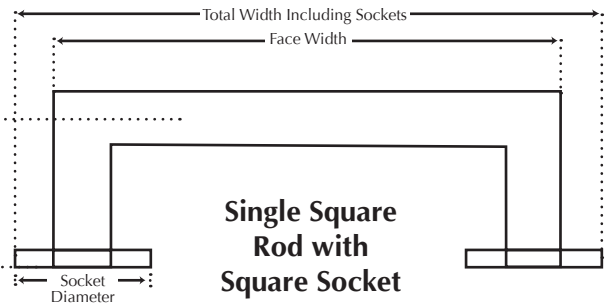 Total Width Including Sockets
Face Width
Single Square
Rod with
Square Socket
Socket
Diameter